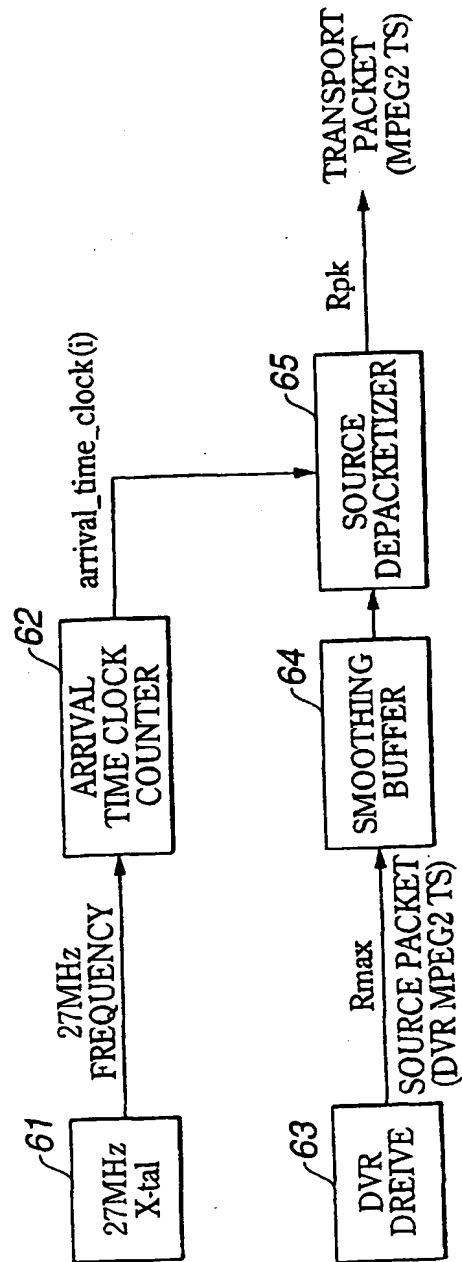 61
27MHz
X-tal
27MHz
FREQUENCY
62
ARRIVAL
TIME CLOCK
COUNTER
arrival_time_clock(i)
63
DVR
DREIVE
Rmax
SOURCE PACKET
(DVR MPEG2 TS)
64
SMOOTHING
BUFFER
65
SOURCE
DEPACKETIZER
Rpk
TRANSPORT
PACKET
(MPEG2 TS)